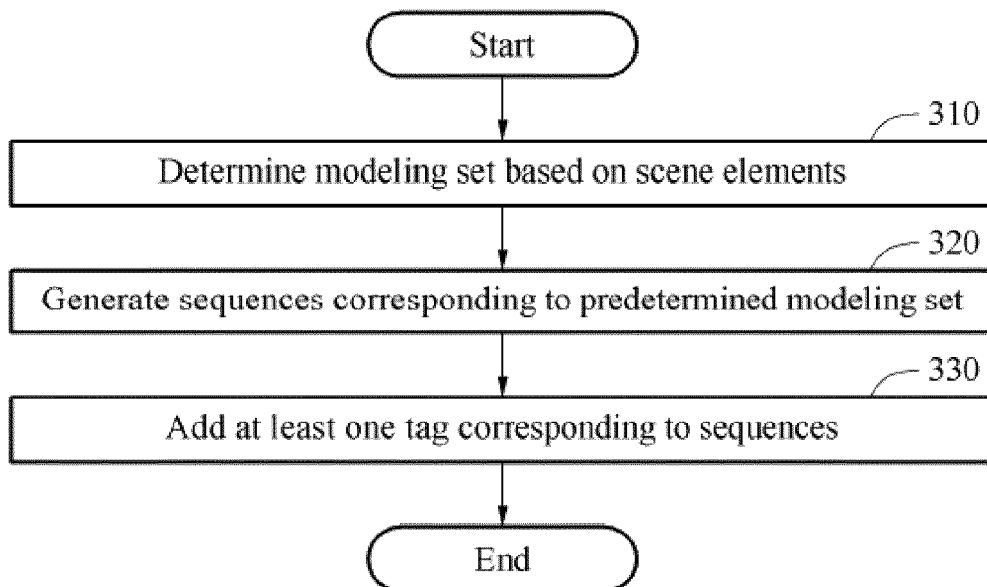 Start
310
Determine modeling set based on scene elements
320
Generate sequences corresponding to predetermined modeling set
330
Add at least one tag corresponding to sequences
End